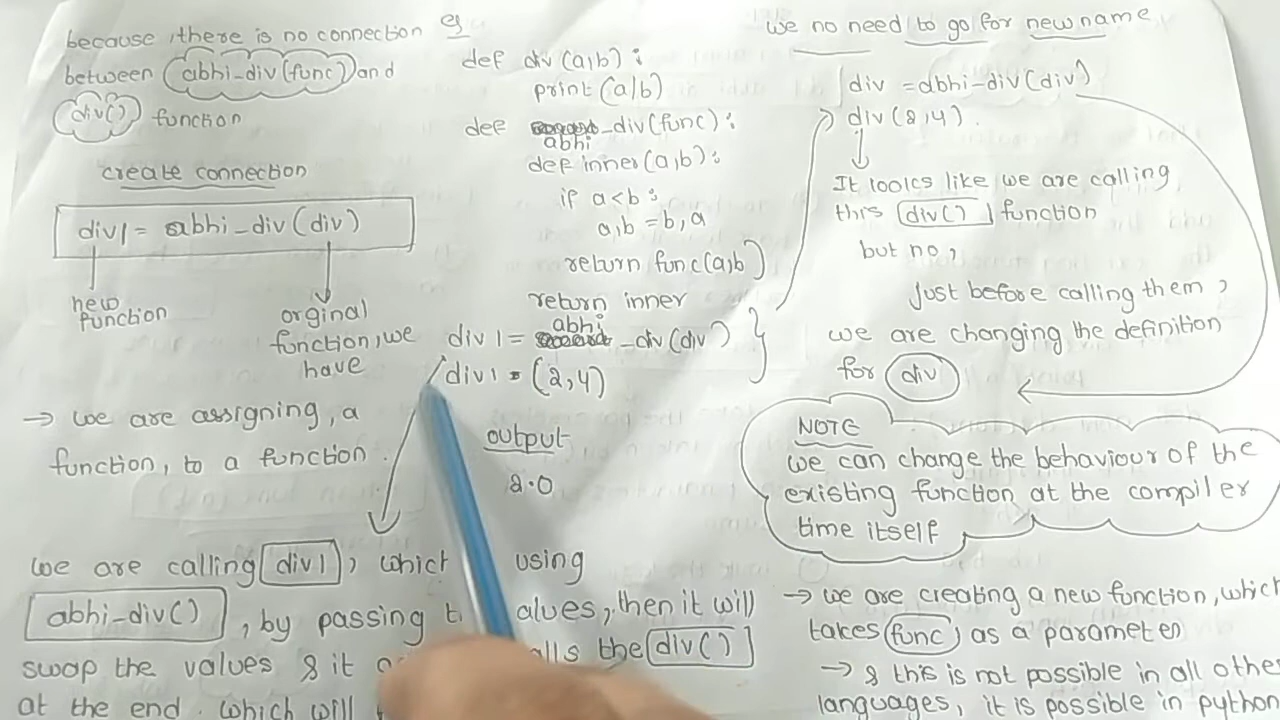 because, there is no connection
between abhi-div(func) and
div() function
create connection
div1 = abhi-div(div)
new
function
orginal
function, we
have
→ we are assigning, a
function, to a function.
eg
def div(a,b):
print(a/b)
def abhi-div(func):
def inner(a,b):
if a<b:
a,b = b,a
return func(a,b)
return inner
div1 = abhi-div(div)
div1 (2,4)
output
2.0
we are calling div1, which using
abhi-div(), by passing then it will
swap the values & it the div()
at the end. which will
we no need to go for new name
div = abhi-div(div)
div(2,4).
It looks like we are calling
this div() function
but no,
Just before calling them,
we are changing the definition
for div
NOTE
we can change the behaviour of the
existing function at the compiler
time itself
→ we are creating a new function, which
takes func, as a parameter
→ & this is not possible in all other
languages, it is possible in python